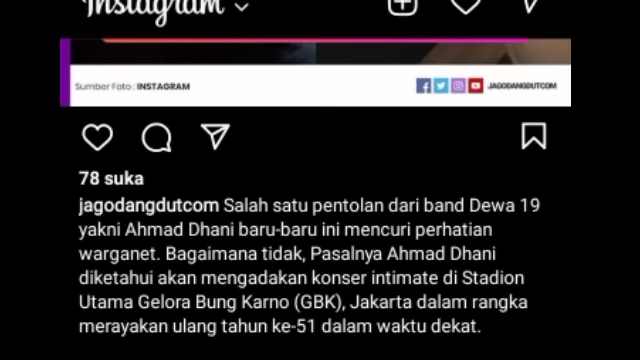 Instagram
Sumber Foto : INSTAGRAM
JAGODANGDUTCOM
78 suka
jagodangdutcom Salah satu pentolan dari band Dewa 19
yakni Ahmad Dhani baru-baru ini mencuri perhatian
warganet. Bagaimana tidak, Pasalnya Ahmad Dhani
diketahui akan mengadakan konser intimate di Stadion
Utama Gelora Bung Karno (GBK), Jakarta dalam rangka
merayakan ulang tahun ke-51 dalam waktu dekat.